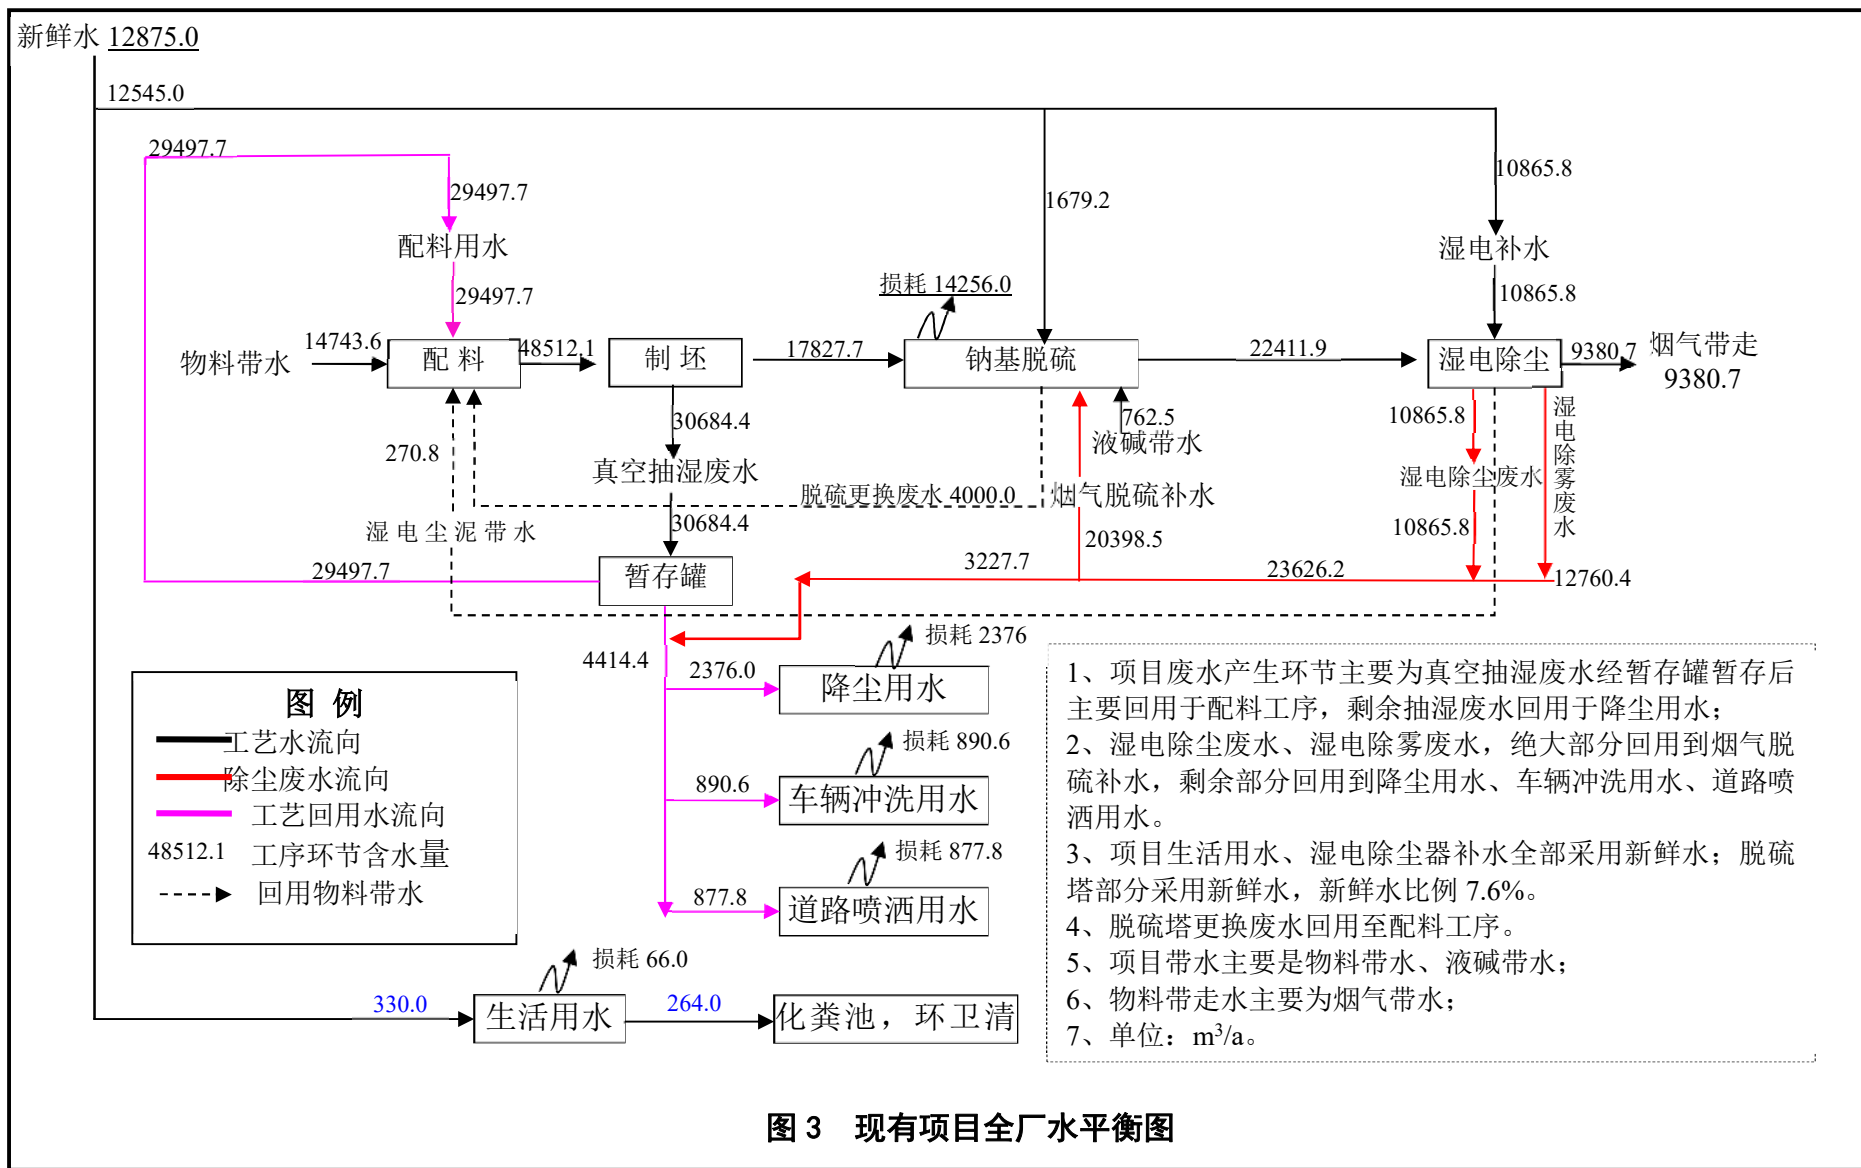 新鲜水 12875.0
12545.0
29497.7
29497.7
1679.2
10865.8
配料用水
湿电补水
29497.7
损耗 14256.0
10865.8
物料带水
14743.6
配 料
48512.1
制 坯
17827.7
钠基脱硫
22411.9
湿电除尘
9380.7
烟气带走
9380.7
270.8
30684.4
762.5
液碱带水
10865.8
湿电除雾废水
真空抽湿废水
脱硫更换废水 4000.0
烟气脱硫补水
湿电除尘废水
湿 电 尘 泥 带 水
30684.4
20398.5
10865.8
29497.7
暂存罐
3227.7
23626.2
12760.4
4414.4
2376.0
损耗 2376
降尘用水
损耗 890.6
890.6
车辆冲洗用水
损耗 877.8
877.8
道路喷洒用水
图 例
工艺水流向
除尘废水流向
工艺回用水流向
48512.1 工序环节含水量
回用物料带水
损耗 66.0
330.0
生活用水
264.0
化粪池，环卫清
1、项目废水产生环节主要为真空抽湿废水经暂存罐暂存后
主要回用于配料工序，剩余抽湿废水回用于降尘用水；
2、湿电除尘废水、湿电除雾废水，绝大部分回用到烟气脱
硫补水，剩余部分回用到降尘用水、车辆冲洗用水、道路喷
洒用水。
3、项目生活用水、湿电除尘器补水全部采用新鲜水；脱硫
塔部分采用新鲜水，新鲜水比例 7.6%。
4、脱硫塔更换废水回用至配料工序。
5、项目带水主要是物料带水、液碱带水；
6、物料带走水主要为烟气带水；
7、单位：m³/a。
图 3 现有项目全厂水平衡图